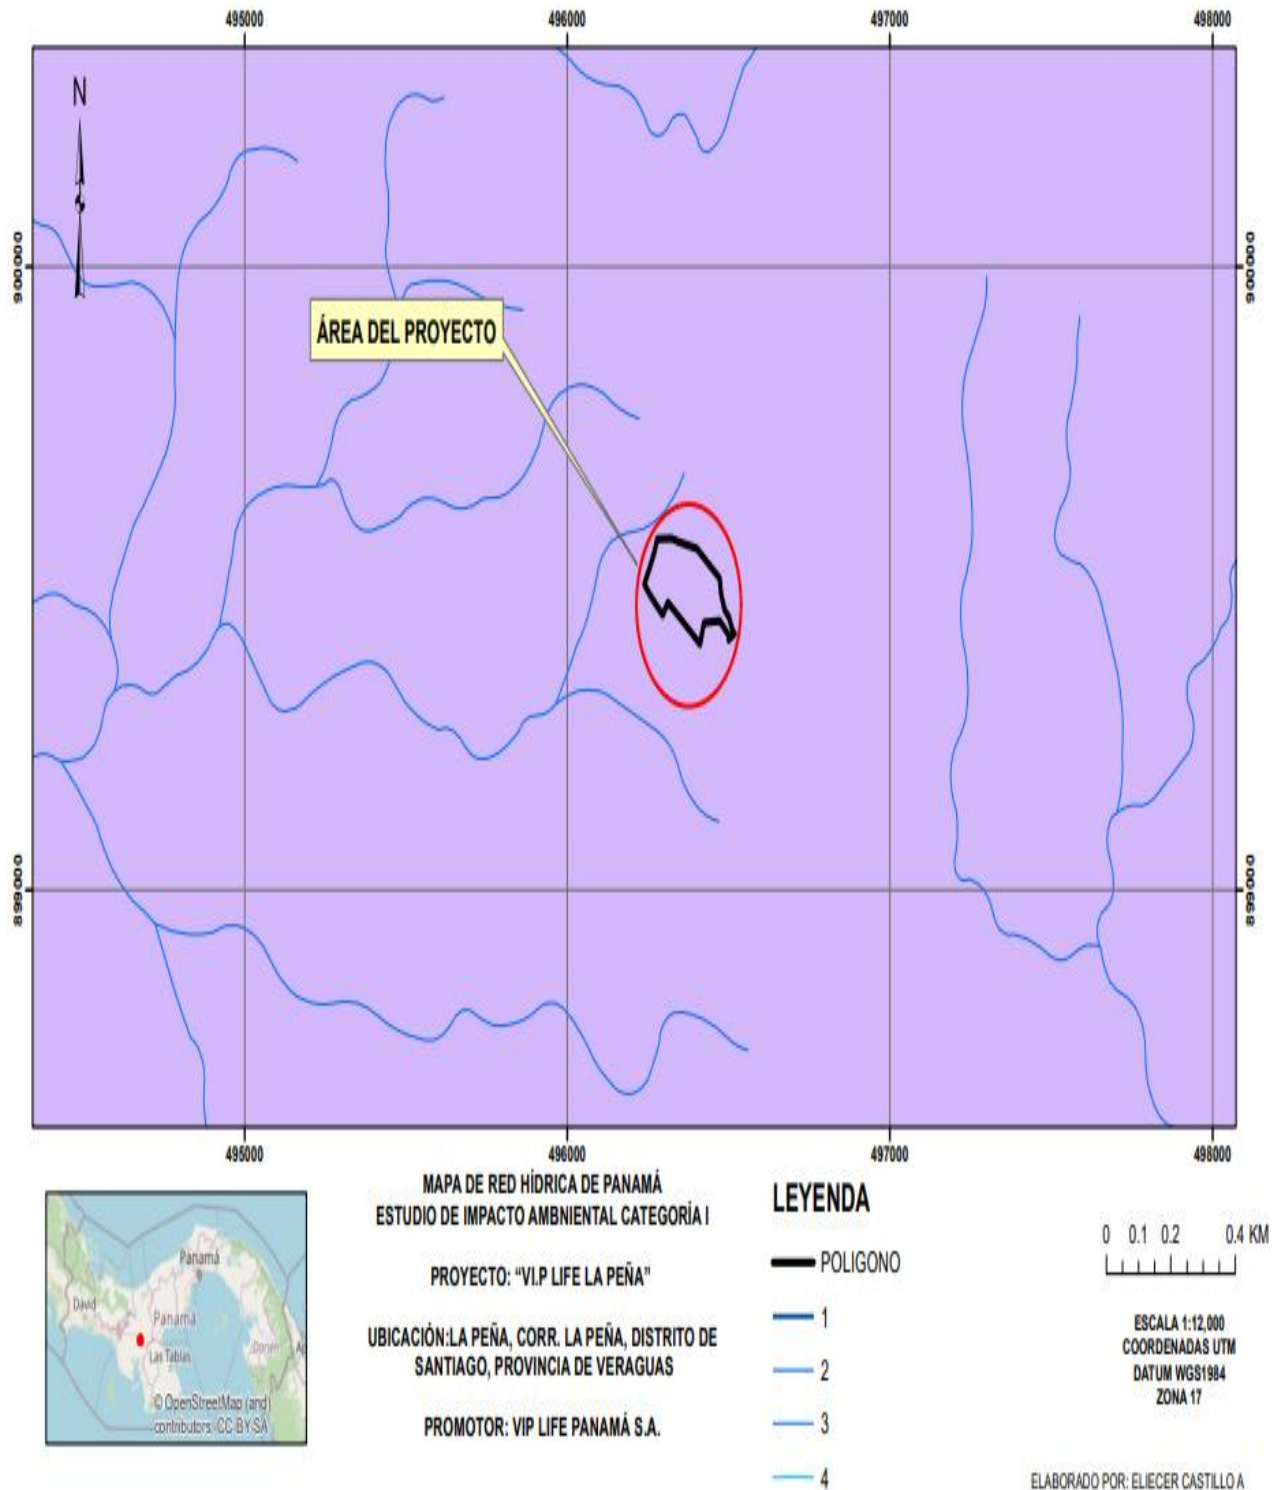 495000 496000 497000 498000
N
900000 900000
ÁREA DEL PROYECTO
899000 899000
495000 496000 497000 498000
MAPA DE RED HÍDRICA DE PANAMÁ
ESTUDIO DE IMPACTO AMBNIENTAL CATEGORÍA I
PROYECTO: “VI.P LIFE LA PEÑA”
UBICACIÓN:LA PEÑA, CORR. LA PEÑA, DISTRITO DE
SANTIAGO, PROVINCIA DE VERAGUAS
PROMOTOR: VIP LIFE PANAMÁ S.A.
Panamá
David
Panamá
Las Tablas
Darién
© OpenStreetMap (and)
contributors, CC-BY-SA
LEYENDA
POLIGONO
1
2
3
4
0 0.1 0.2 0.4 KM
ESCALA 1:12,000
COORDENADAS UTM
DATUM WGS1984
ZONA 17
ELABORADO POR: ELIECER CASTILLO A